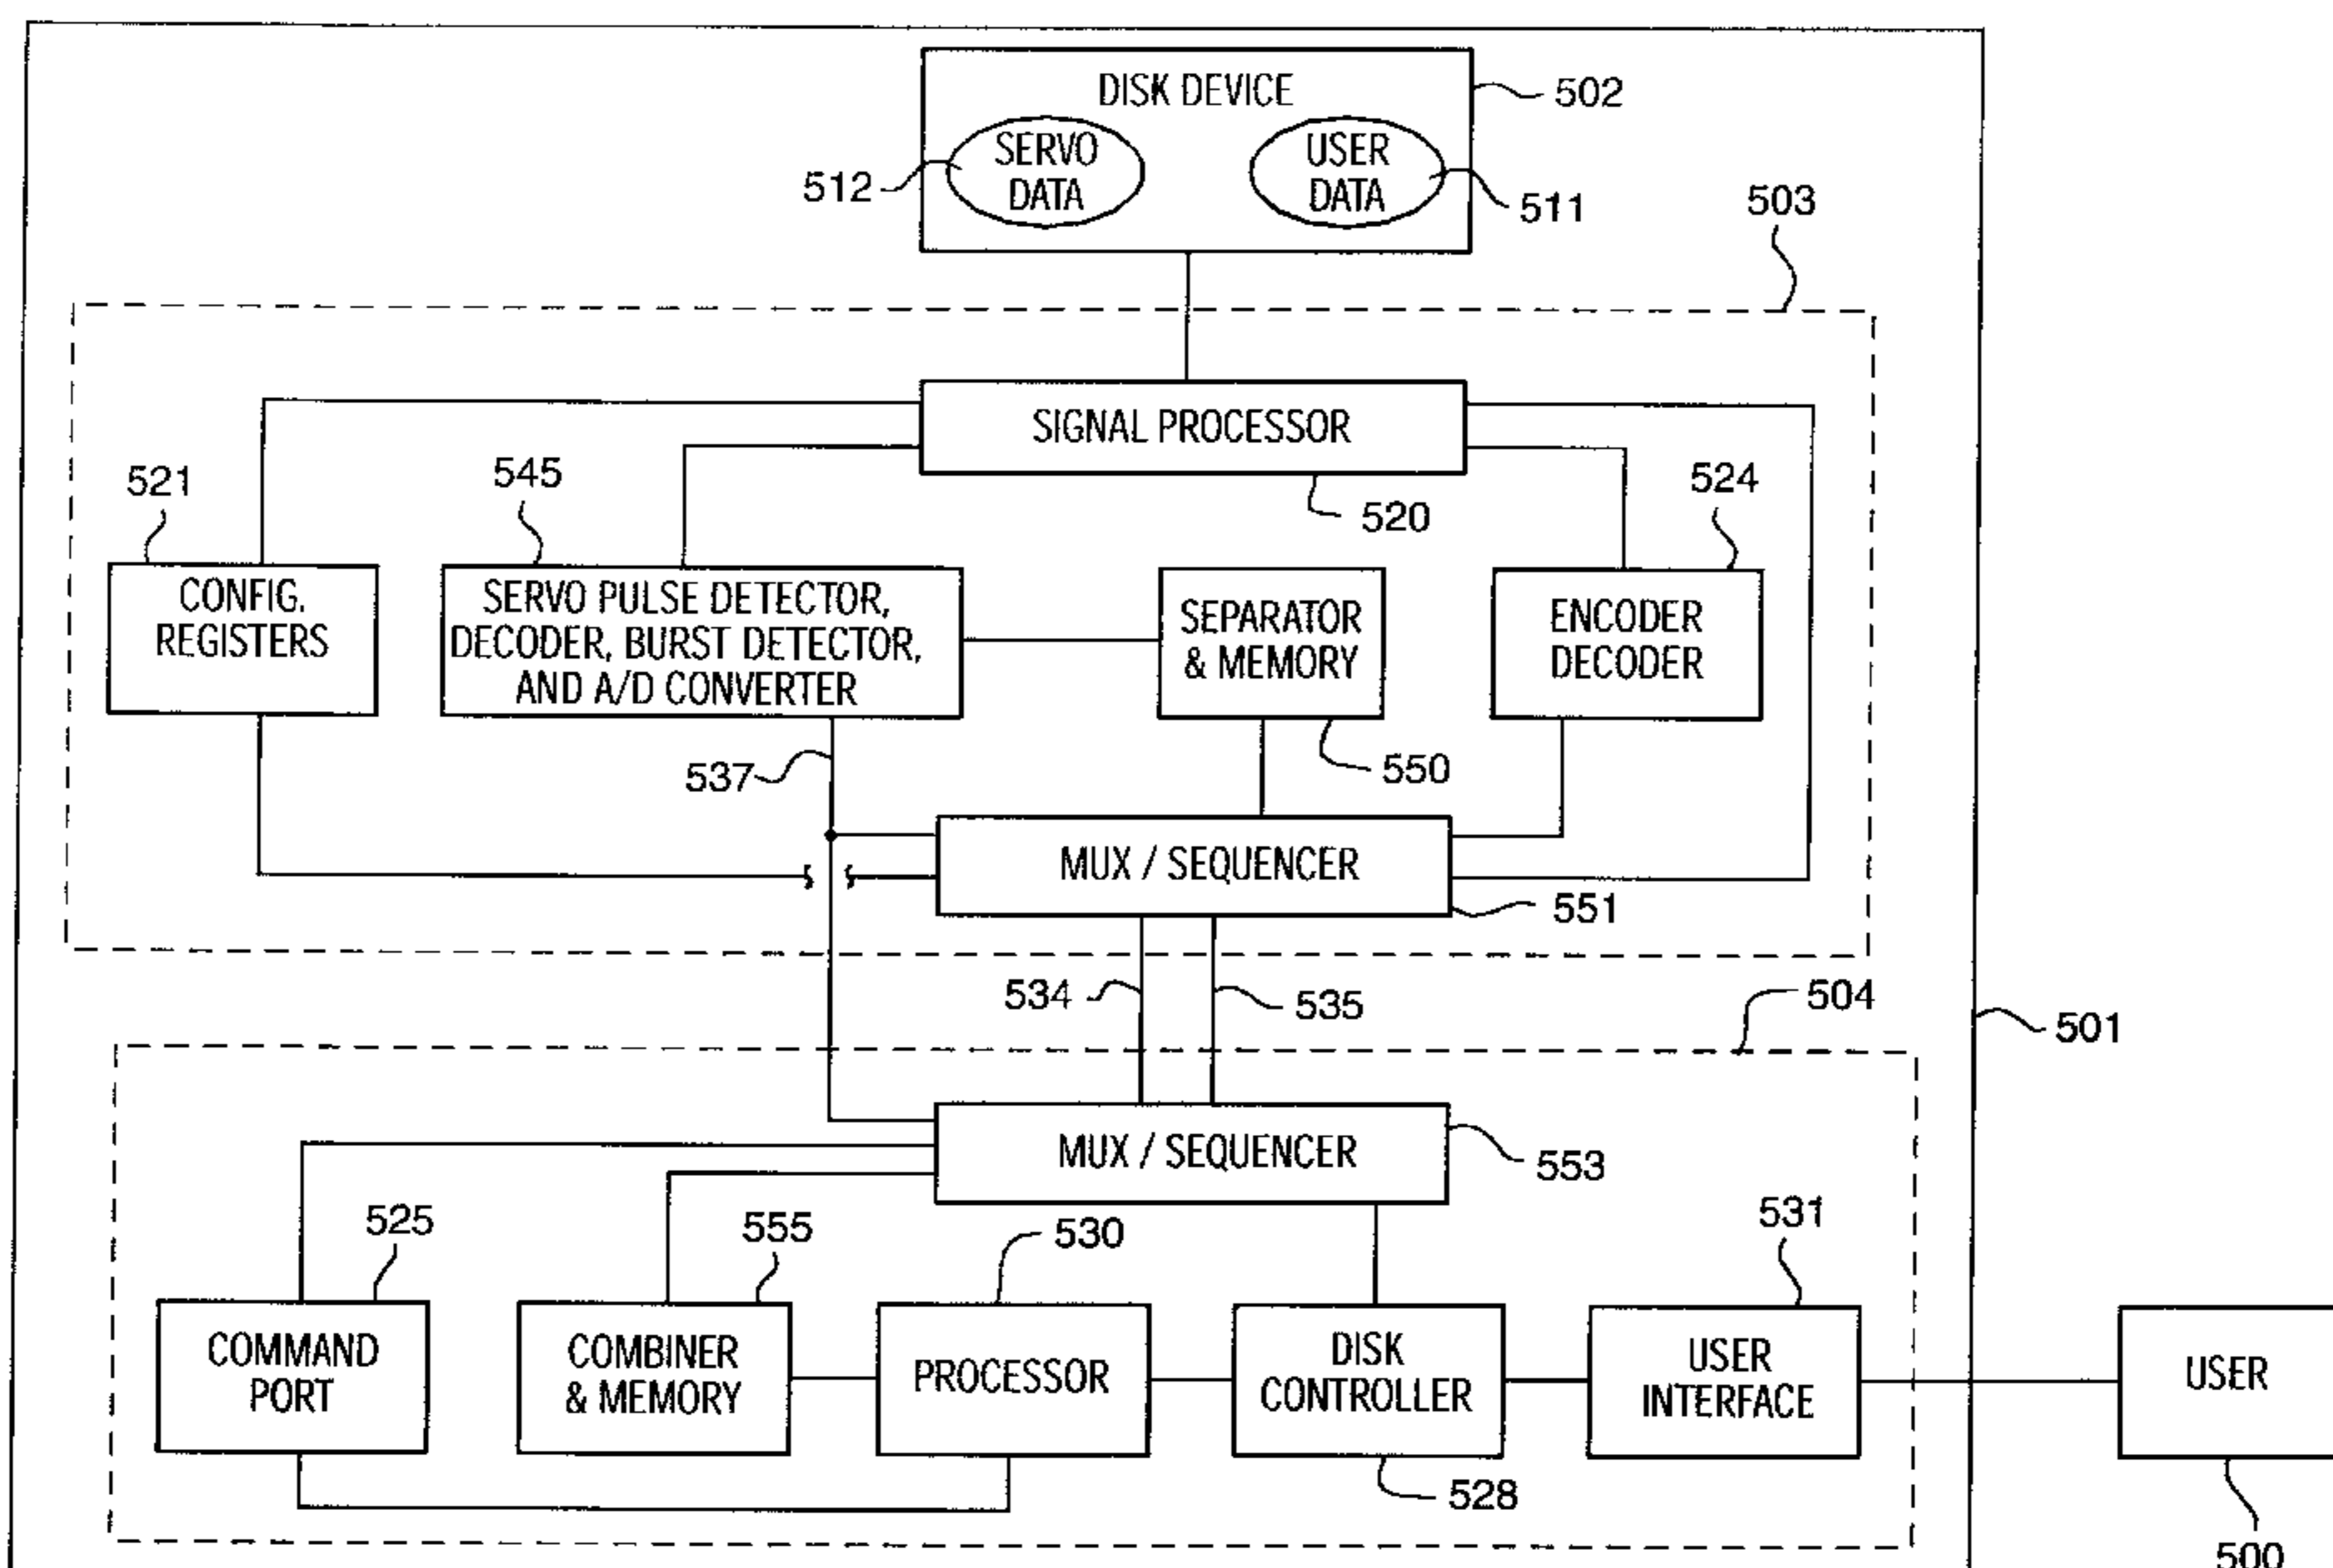 DISK DEVICE
502
SERVO
DATA
USER
DATA
512
511
503
SIGNAL PROCESSOR
521
545
524
520
CONFIG.
REGISTERS
SERVO PULSE DETECTOR,
DECODER, BURST DETECTOR,
AND A/D CONVERTER
SEPARATOR
& MEMORY
ENCODER
DECODER
537
550
MUX / SEQUENCER
551
534
535
504
501
MUX / SEQUENCER
553
525
555
530
531
COMMAND
PORT
COMBINER
& MEMORY
PROCESSOR
DISK
CONTROLLER
USER
INTERFACE
USER
528
500